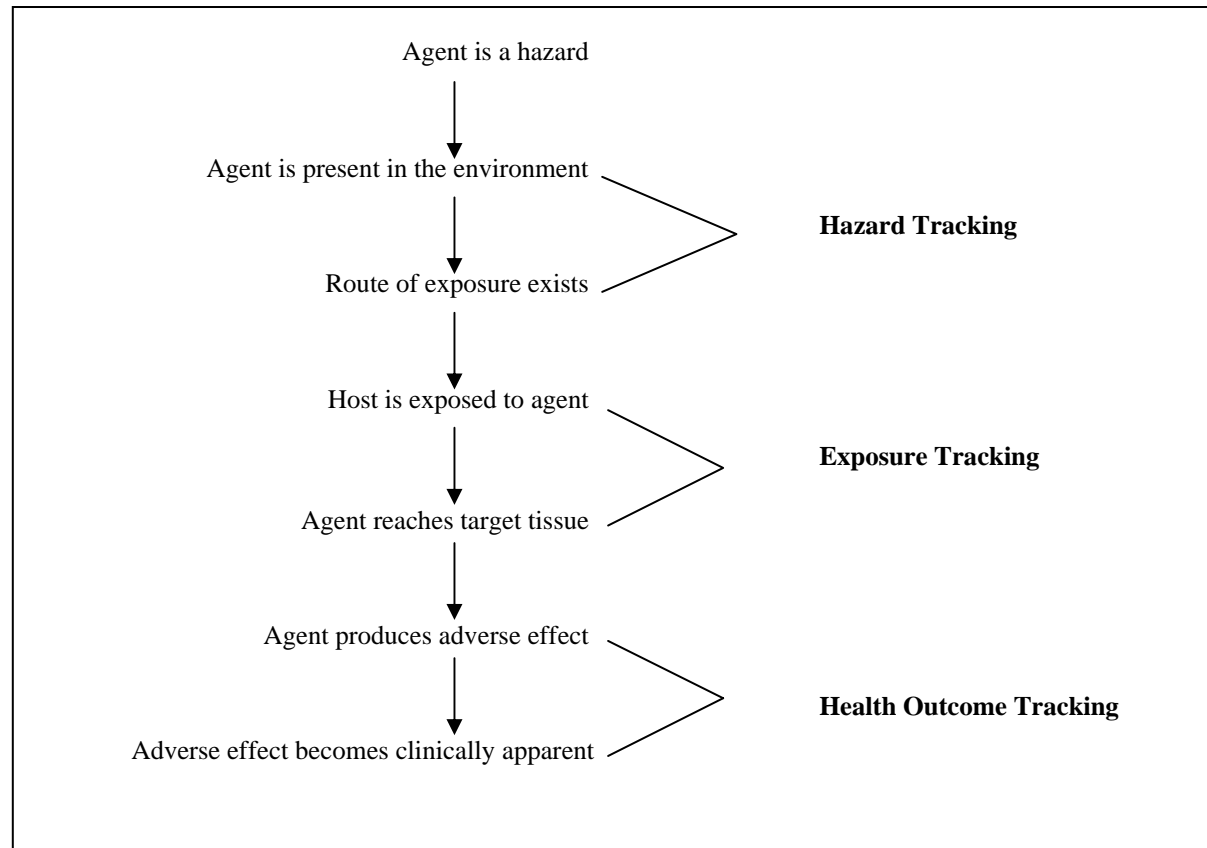 Agent is a hazard
Agent is present in the environment
Hazard Tracking
Route of exposure exists
Host is exposed to agent
Exposure Tracking
Agent reaches target tissue
Agent produces adverse effect
Health Outcome Tracking
Adverse effect becomes clinically apparent